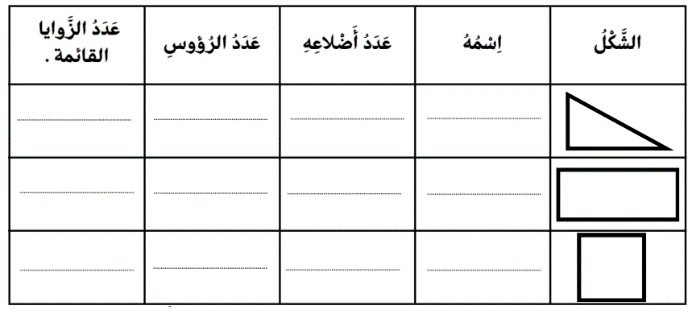 الشَّكْلُ
اِسْمُهُ
عَدَدُ أَضْلاعِهِ
عَدَدُ الرُؤوسِ
عَدَدُ الزَّوايا
القائمة .